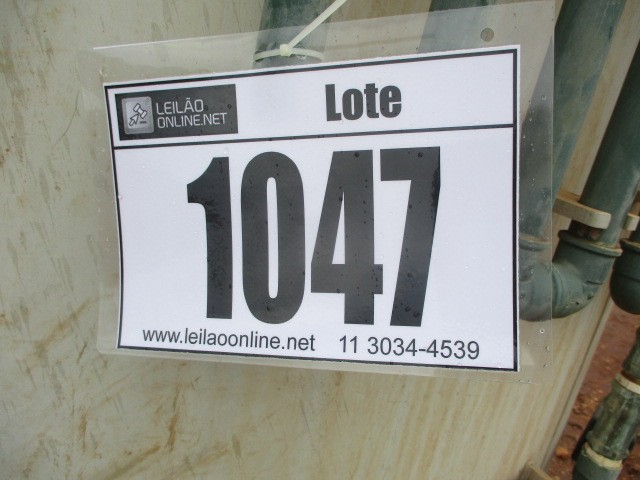 LEILÃO
ONLINE.NET
Lote
1047
www.leilaoonline.net 11 3034-4539